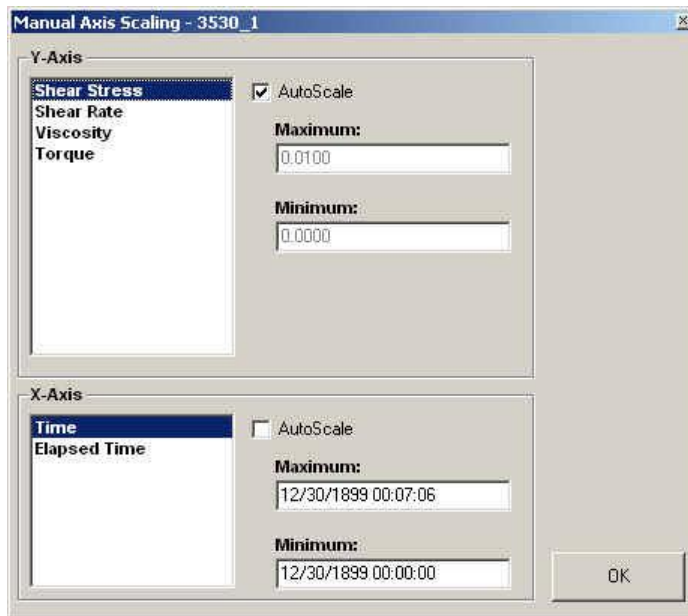 Manual Axis Scaling - 3530_1
Y-Axis
Shear Stress
Shear Rate
Viscosity
Torque
AutoScale
Maximum:
0.0100
Minimum:
0.0000
X-Axis
Time
Elapsed Time
AutoScale
Maximum:
12/30/1899 00:07:06
Minimum:
12/30/1899 00:00:00
OK